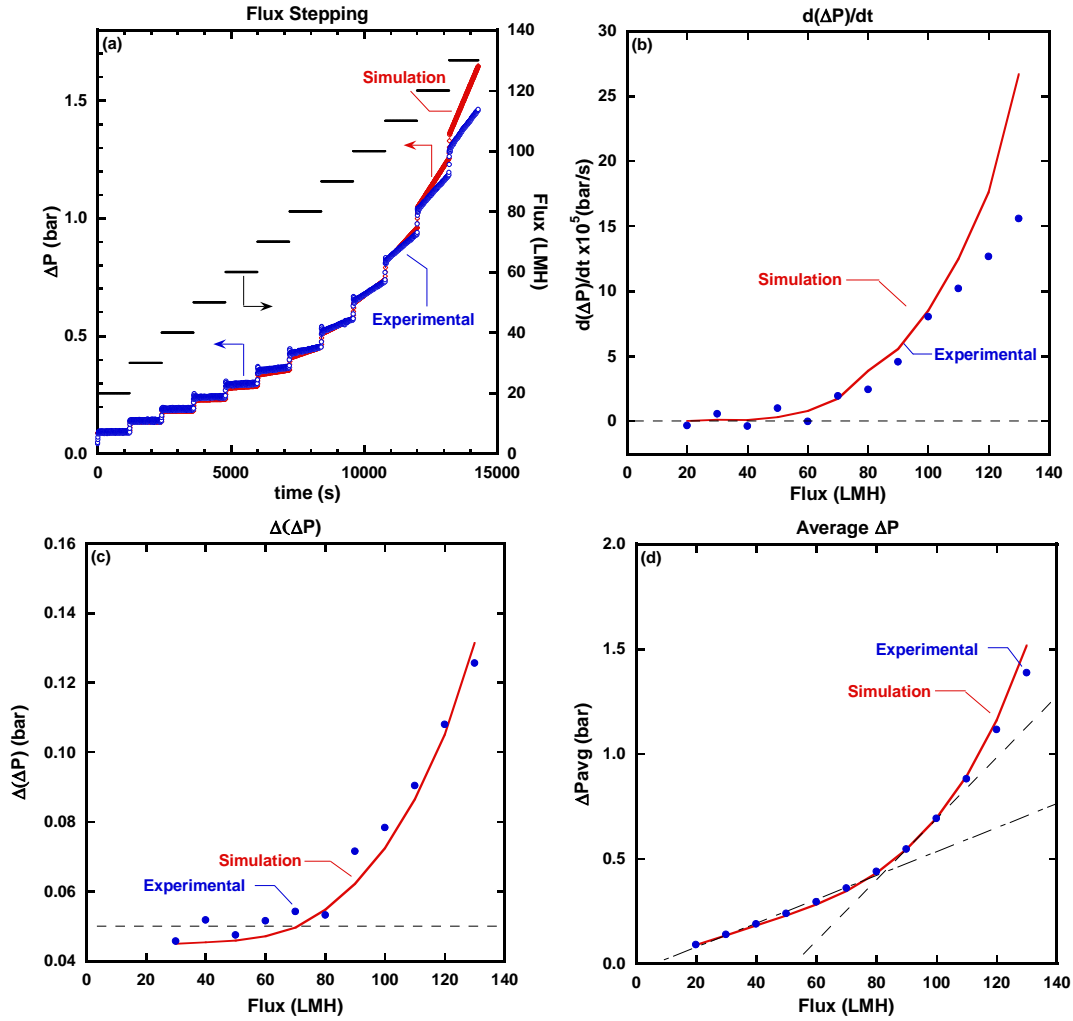 Flux Stepping
(a)
Simulation
Experimental
ΔP (bar)
0.0
0.5
1.0
1.5
Flux (LMH)
0
20
40
60
80
100
120
140
0
5000
10000
15000
time (s)
d(ΔP)/dt
(b)
Simulation
Experimental
d(ΔP)/dt x10⁵(bar/s)
0
5
10
15
20
25
30
0
20
40
60
80
100
120
140
Flux (LMH)
Δ(ΔP)
(c)
Simulation
Experimental
Δ(ΔP) (bar)
0.04
0.06
0.08
0.10
0.12
0.14
0.16
0
20
40
60
80
100
120
140
Flux (LMH)
Average ΔP
(d)
Experimental
Simulation
ΔPavg (bar)
0.0
0.5
1.0
1.5
2.0
0
20
40
60
80
100
120
140
Flux (LMH)